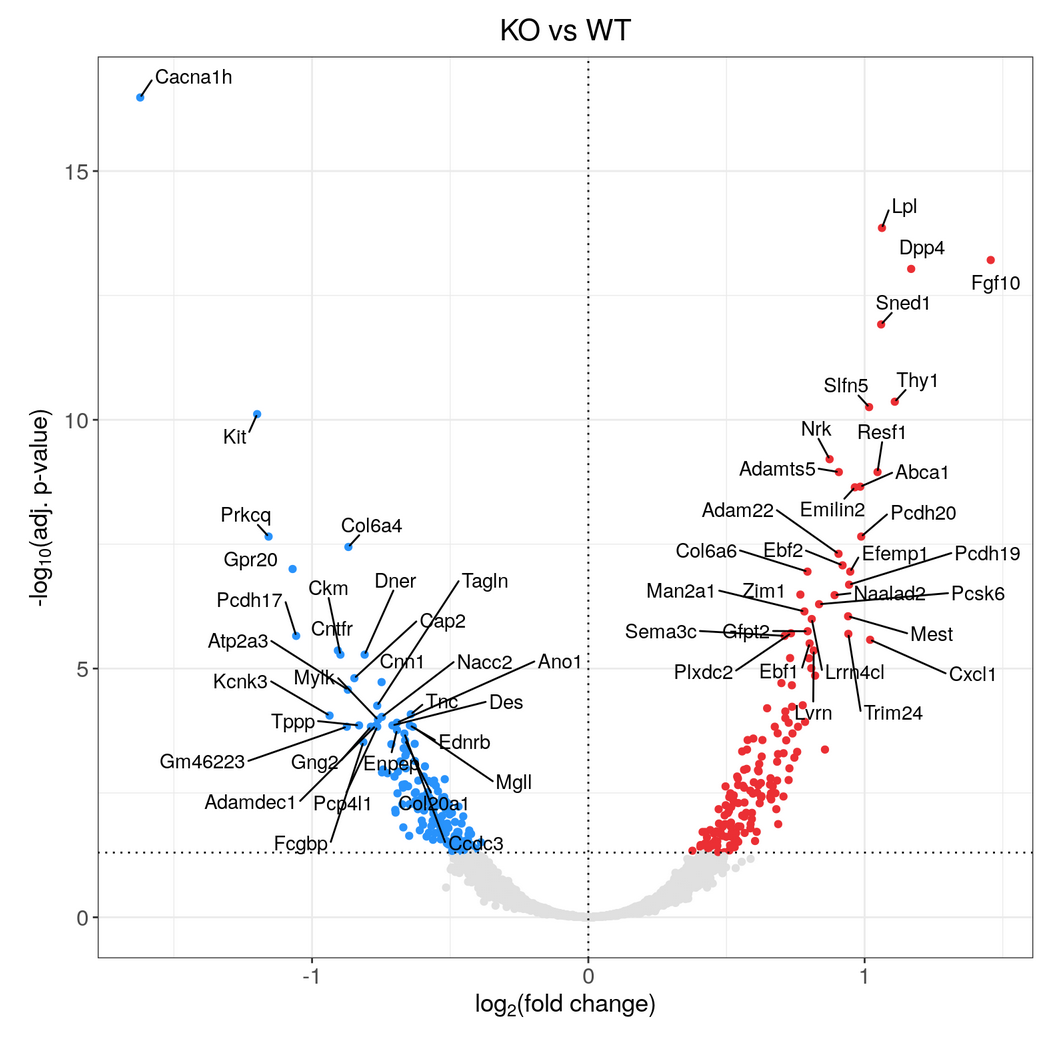 KO vs WT
Cacna1h
15
Lpl
Dpp4
Fgf10
Sned1
Slfn5
Thy1
10
Kit
Nrk
Resf1
Adamts5
Abca1
Emilin2
Prkcq
Col6a4
Adam22
Pcdh20
Gpr20
Col6a6
Ebf2
Efemp1
Pcdh19
Ckm
Dner
Tagln
Man2a1
Zim1
Naalad2
Pcsk6
Pcdh17
Cntfr
Cap2
Atp2a3
Sema3c
Gfpt2
Mest
5
Mylk
Cnn1
Nacc2
Ano1
Kcnk3
Plxdc2
Ebf1
Lrrn4cl
Cxcl1
Tnc
Des
Tppp
Lvrn
Trim24
Ednrb
Gm46223
Gng2
Enpep
Mgll
Adamdec1
Pcp4l1
Col20a1
Fcgbp
Ccdc3
0
-1
0
1
log2(fold change)
-log10(adj. p-value)